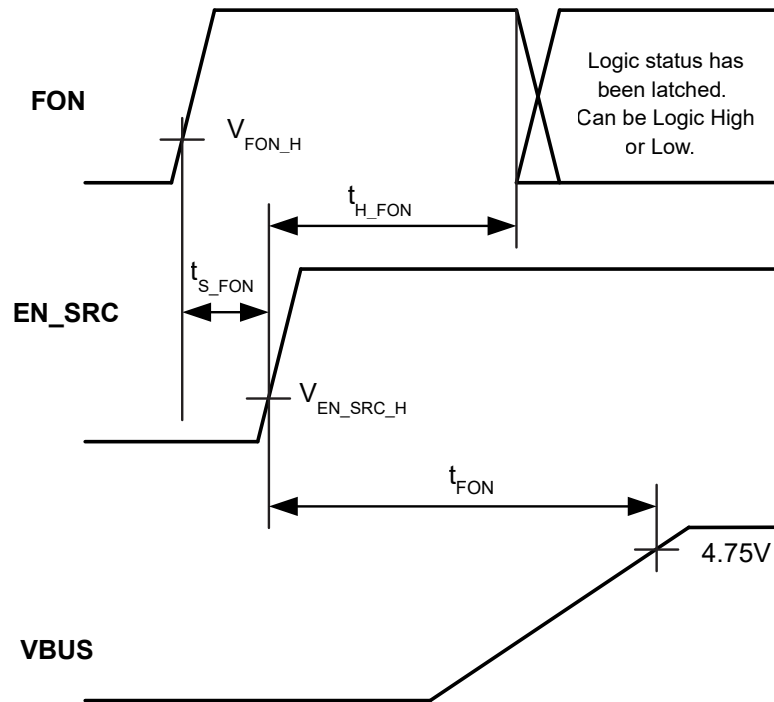 Logic status has
been latched.
Can be Logic High
or Low.
FON
V_FON_H
t_H_FON
t_S_FON
EN_SRC
V_EN_SRC_H
t_FON
4.75V
VBUS